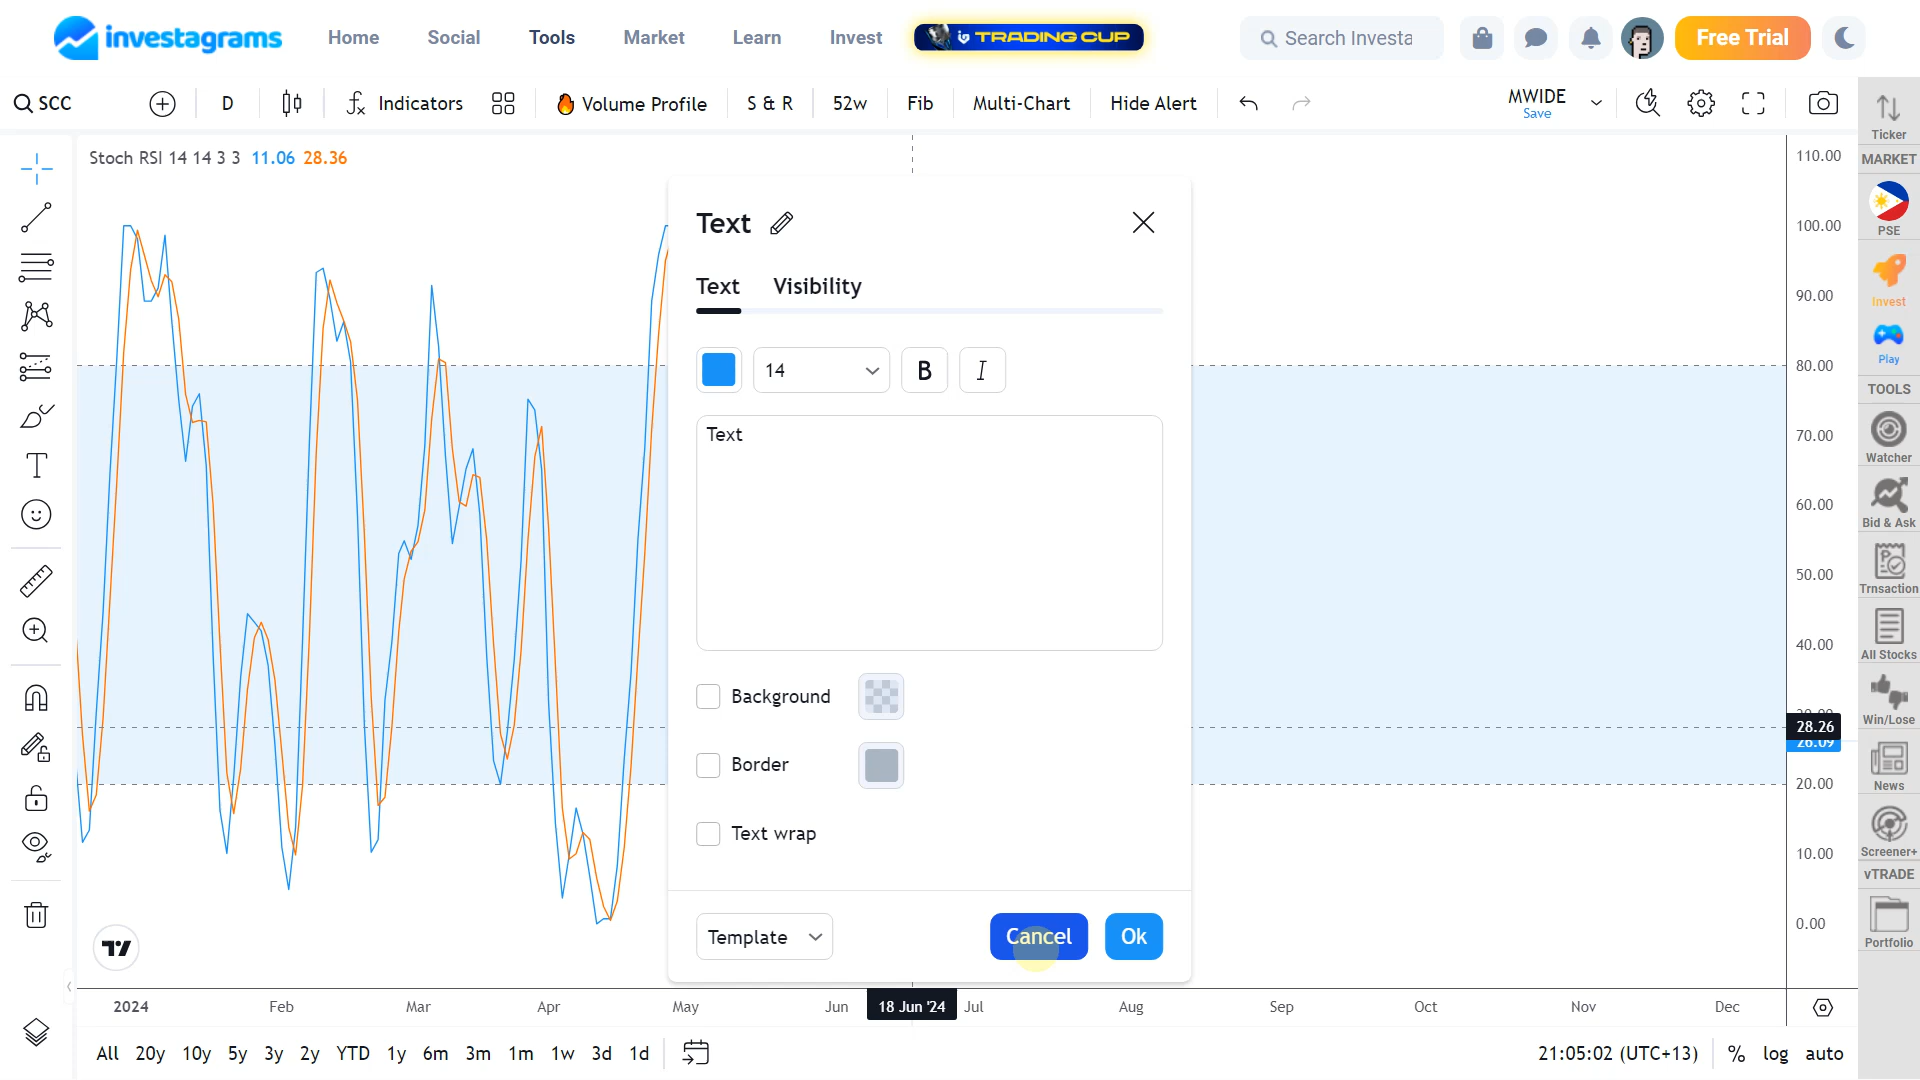 investagrams Home Social Tools Market Learn Invest TRADING CUP Search Investa Free Trial
SCC D Indicators Volume Profile S & R 52w Fib Multi-Chart Hide Alert MWIDE Save
Stoch RSI 14 14 3 3 11.06 28.36
Text
Text Visibility
14 B I
Text
Background
Border
Text wrap
Template Cancel Ok
110.00
100.00
90.00
80.00
70.00
60.00
50.00
40.00
28.26
26.09
20.00
10.00
0.00
2024 Feb Mar Apr May Jun 18 Jun '24 Jul Aug Sep Oct Nov Dec
All 20y 10y 5y 3y 2y YTD 1y 6m 3m 1m 1w 3d 1d 21:05:02 (UTC+13) % log auto
Ticker
MARKET
PSE
Invest
Play
TOOLS
Watcher
Bid & Ask
Trnsaction
All Stocks
Win/Lose
News
Screener+
vTRADE
Portfolio